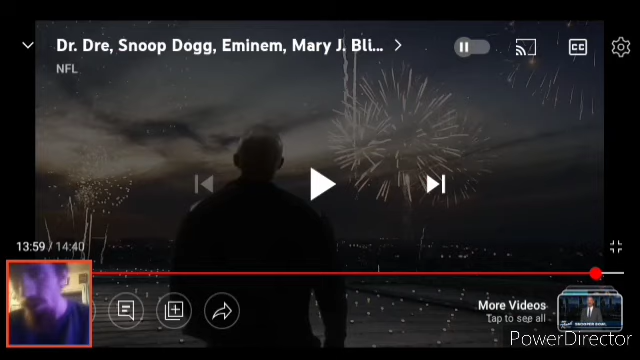 Dr. Dre, Snoop Dogg, Eminem, Mary J. Bli...
NFL
CC
13:59 / 14:40
More Videos
Tap to see all
PowerDirector